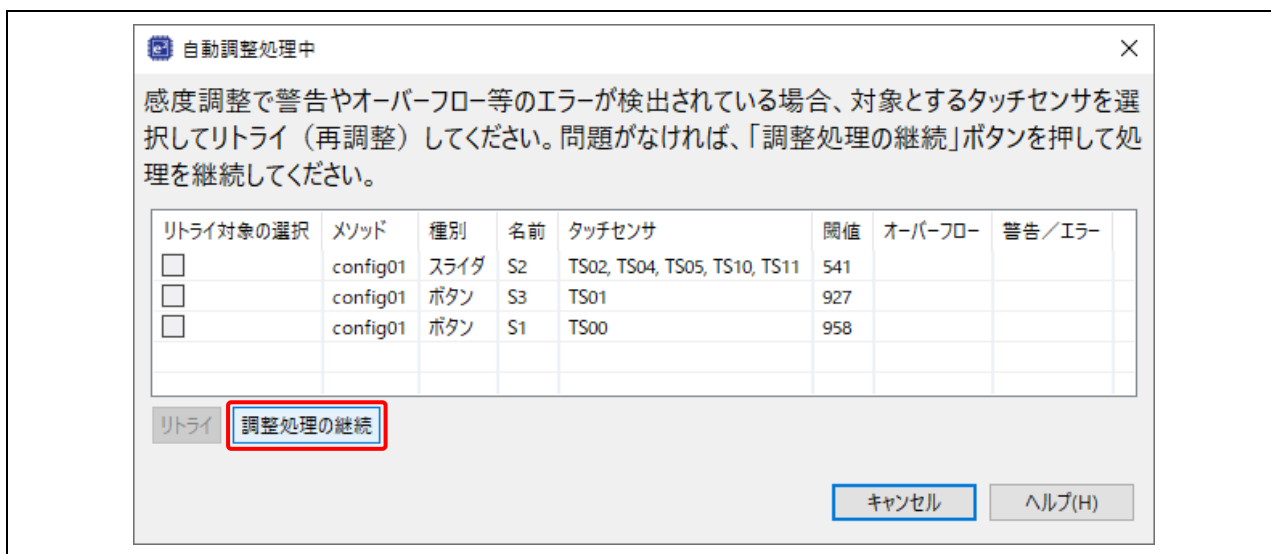 自動調整処理中
感度調整で警告やオーバーフロー等のエラーが検出されている場合、対象とするタッチセンサを選
択してリトライ（再調整）してください。問題がなければ、「調整処理の継続」ボタンを押して処
理を継続してください。
リトライ対象の選択 メソッド 種別 名前 タッチセンサ 閾値 オーバーフロー 警告／エラー
config01 スライダ S2 TS02, TS04, TS05, TS10, TS11 541
config01 ボタン S3 TS01 927
config01 ボタン S1 TS00 958
リトライ 調整処理の継続
キャンセル ヘルプ(H)